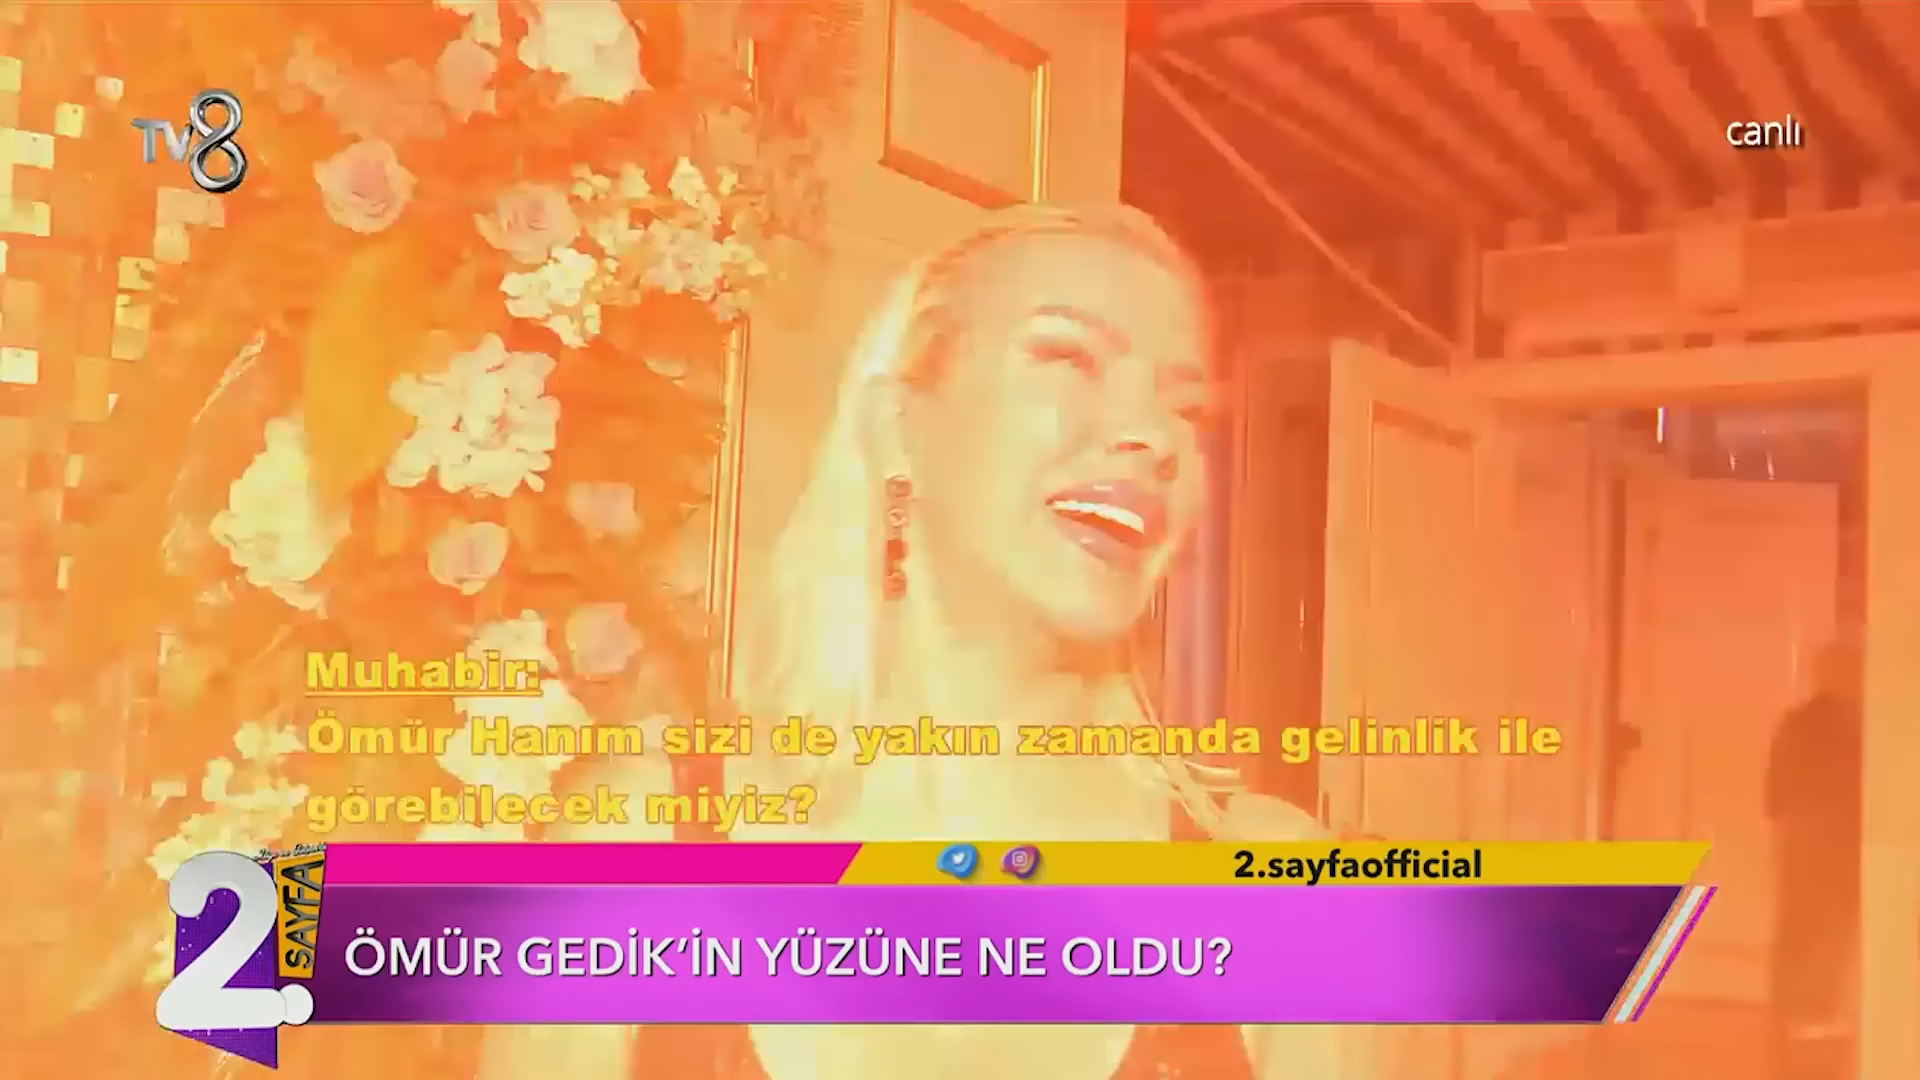 TV8
canlı
Muhabir:
Ömür Hanım sizi de yakın zamanda gelinlik ile
görebilecek miyiz?
2.sayfaofficial
2. SAYFA
ÖMÜR GEDİK’İN YÜZÜNE NE OLDU?